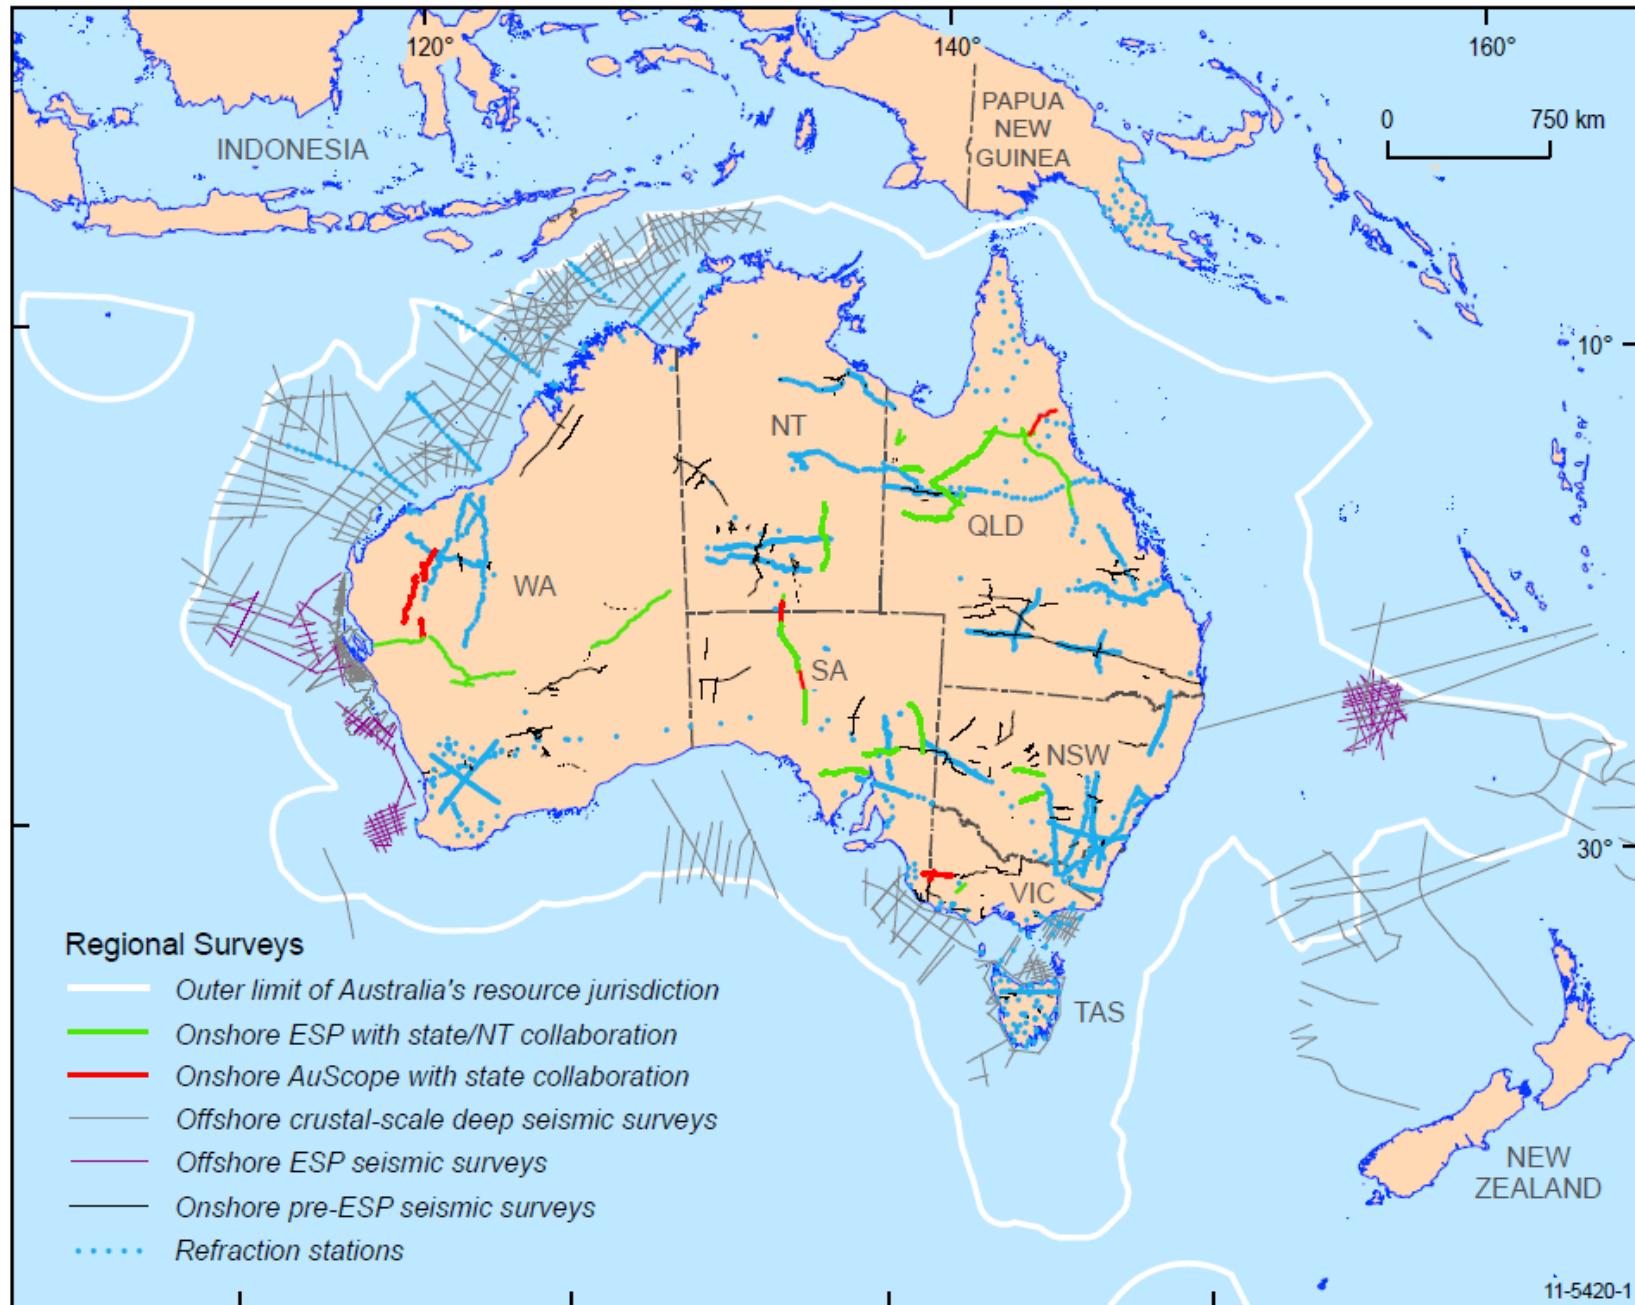 120°
140°
160°
PAPUA
NEW
GUINEA
0 750 km
INDONESIA
10°
NT
QLD
WA
SA
NSW
30°
VIC
TAS
Regional Surveys
Outer limit of Australia's resource jurisdiction
Onshore ESP with state/NT collaboration
Onshore AuScope with state collaboration
Offshore crustal-scale deep seismic surveys
Offshore ESP seismic surveys
Onshore pre-ESP seismic surveys
Refraction stations
NEW
ZEALAND
11-5420-1